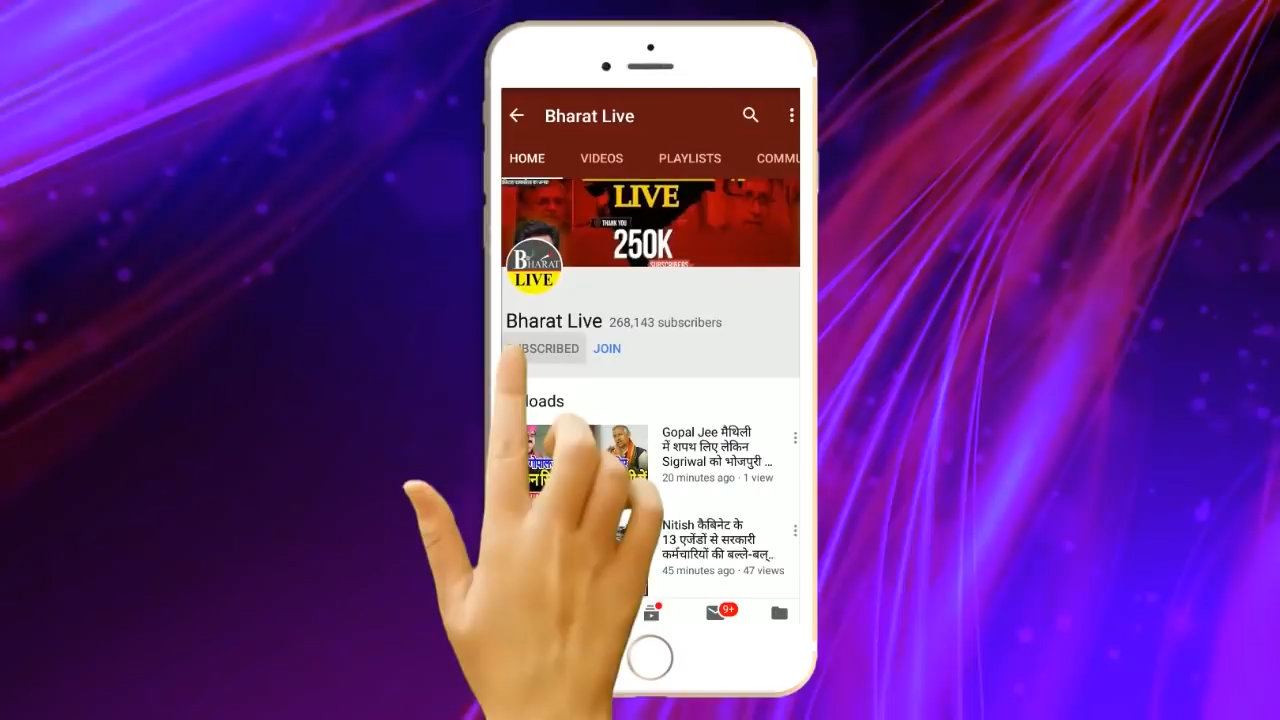 Bharat Live
HOME VIDEOS PLAYLISTS COMMU
LIVE
THANK YOU
250K
SUBSCRIBERS
BHARAT
LIVE
Bharat Live 268,143 subscribers
SUBSCRIBED JOIN
loads
Gopal Jee मैथिली
में शपथ लिए लेकिन
Sigriwal को भोजपुरी ...
20 minutes ago · 1 view
Nitish कैबिनेट के
13 एजेंडों से सरकारी
कर्मचारियों की बल्ले-बल्..
45 minutes ago · 47 views
9+